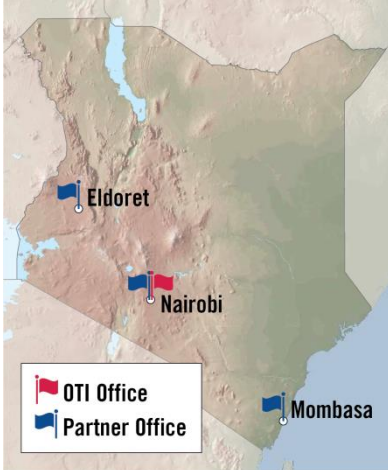 Eldoret
Nairobi
OTI Office
Partner Office
Mombasa